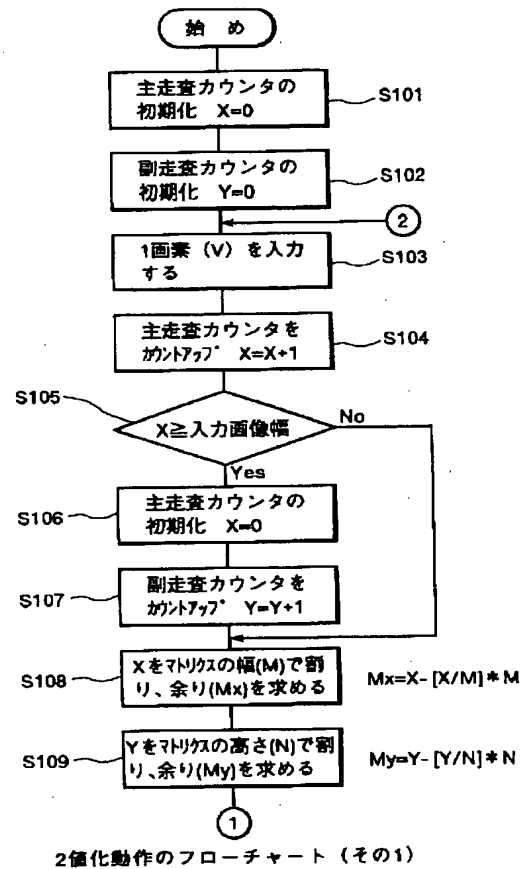 始 め
主走査カウンタの
初期化 X=0
S101
副走査カウンタの
初期化 Y=0
S102
2
1画素 (V) を入力
する
S103
主走査カウンタを
ｶｳﾝﾄｱｯﾌﾟ X=X+1
S104
S105
X≧入力画像幅
No
Yes
主走査カウンタの
初期化 X=0
S106
副走査カウンタを
ｶｳﾝﾄｱｯﾌﾟ Y=Y+1
S107
Xをﾏﾄﾘｸｽの幅(M)で割
り、余り(Mx)を求める
S108
Mx=X-[X/M]*M
Yをﾏﾄﾘｸｽの高さ(N)で割
り、余り(My)を求める
S109
My=Y-[Y/N]*N
1
2値化動作のフローチャート (その1)